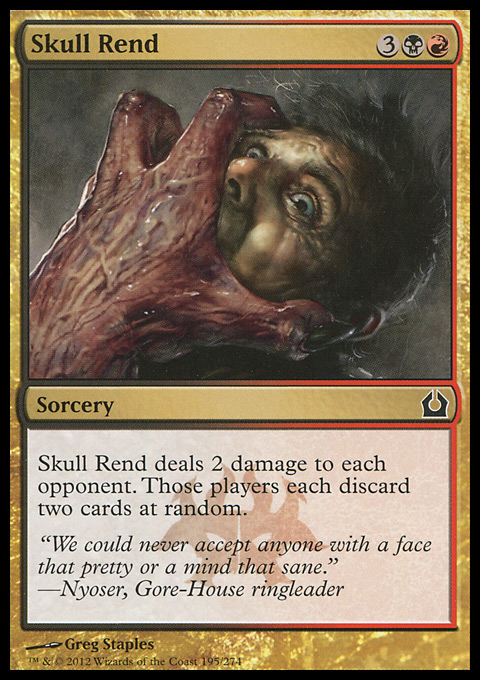 Skull Rend 3
Sorcery
Skull Rend deals 2 damage to each
opponent. Those players each discard
two cards at random.
“We could never accept anyone with a face
that pretty or a mind that sane.”
—Nyoser, Gore-House ringleader
Greg Staples
™ & © 2012 Wizards of the Coast 195/274